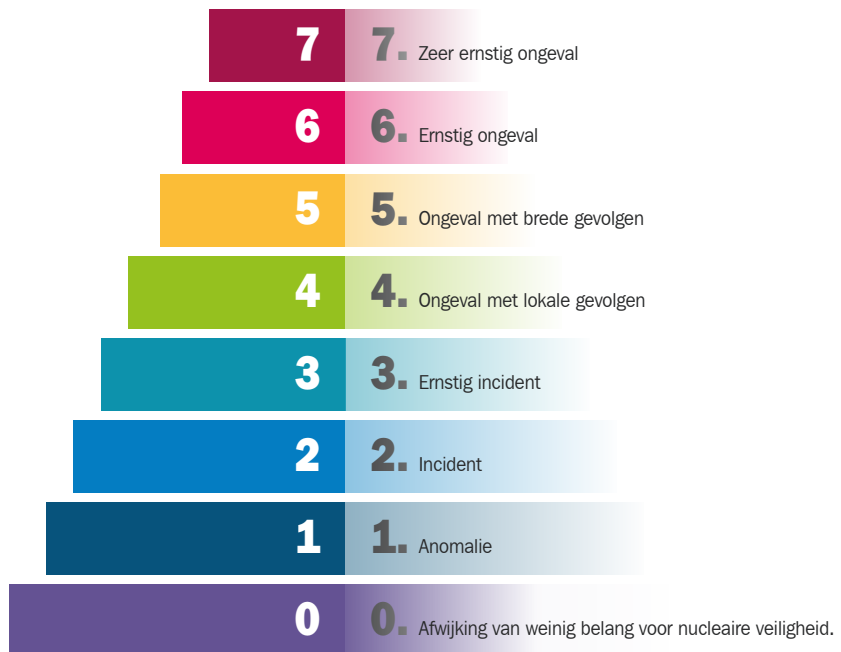 7 7. Zeer ernstig ongeval
6 6. Ernstig ongeval
5 5. Ongeval met brede gevolgen
4 4. Ongeval met lokale gevolgen
3 3. Ernstig incident
2 2. Incident
1 1. Anomalie
0 0. Afwijking van weinig belang voor nucleaire veiligheid.